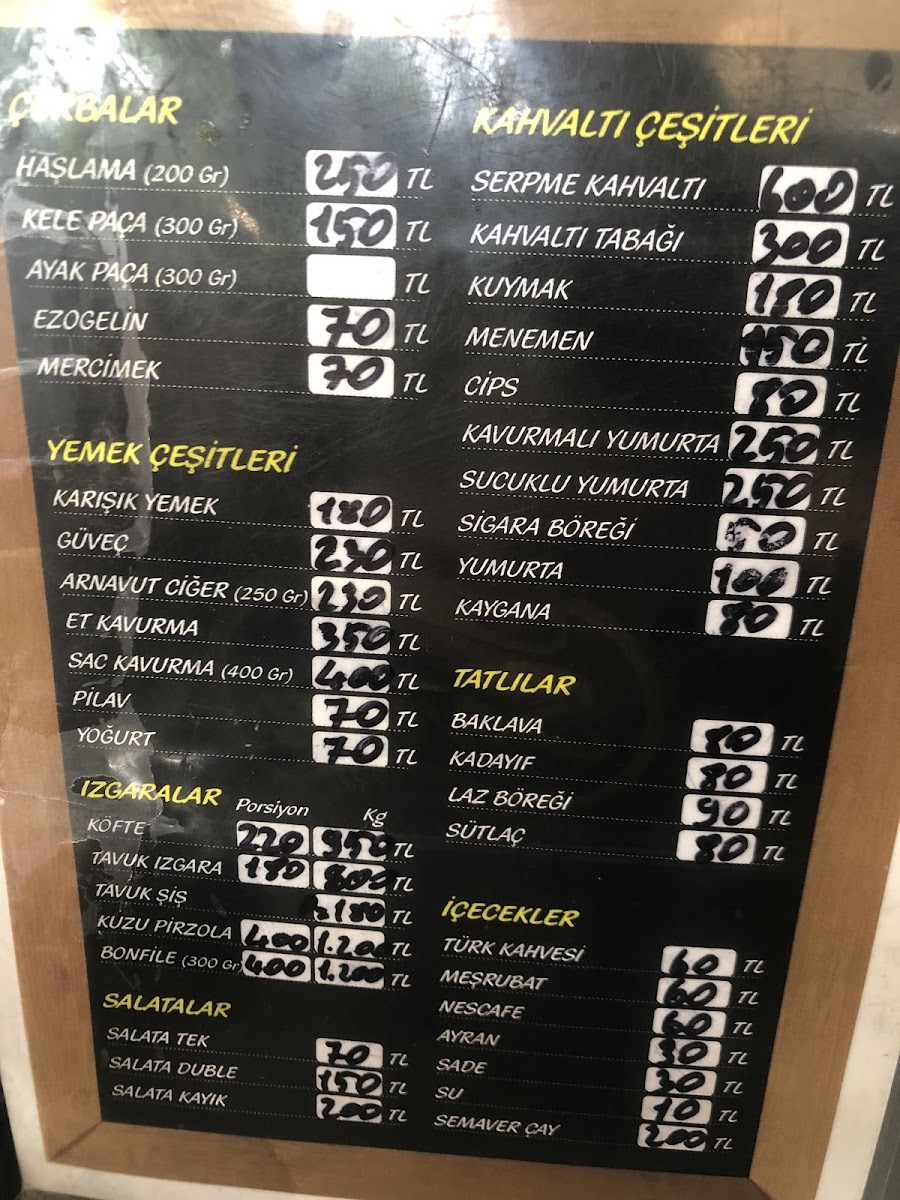 ÇORBALAR
HAŞLAMA (200 Gr) 250 TL
KELE PAÇA (300 Gr) 150 TL
AYAK PAÇA (300 Gr) TL
EZOGELİN 70 TL
MERCİMEK 70 TL
YEMEK ÇEŞİTLERİ
KARIŞIK YEMEK 180 TL
GÜVEÇ 230 TL
ARNAVUT CİĞER (250 Gr) 230 TL
ET KAVURMA 350 TL
SAC KAVURMA (400 Gr) 400 TL
PİLAV 70 TL
YOĞURT 70 TL
IZGARALAR Porsiyon Kg
KÖFTE 220 950 TL
TAVUK IZGARA 180 800 TL
TAVUK ŞİŞ 180 TL
KUZU PİRZOLA 400 1.200 TL
BONFİLE (300 Gr) 400 1.200 TL
SALATALAR
SALATA TEK 70 TL
SALATA DUBLE 150 TL
SALATA KAYIK 200 TL
KAHVALTI ÇEŞİTLERİ
SERPME KAHVALTI 600 TL
KAHVALTI TABAĞI 300 TL
KUYMAK 180 TL
MENEMEN 150 TL
CİPS 80 TL
KAVURMALI YUMURTA 250 TL
SUCUKLU YUMURTA 250 TL
SİGARA BÖREĞİ TL
YUMURTA 100 TL
KAYGANA 80 TL
TATLILAR
BAKLAVA 80 TL
KADAYIF 80 TL
LAZ BÖREĞİ 90 TL
SÜTLAÇ 80 TL
İÇECEKLER
TÜRK KAHVESİ 60 TL
MEŞRUBAT 60 TL
NESCAFE 60 TL
AYRAN 30 TL
SADE 30 TL
SU 10 TL
SEMAVER ÇAY 200 TL